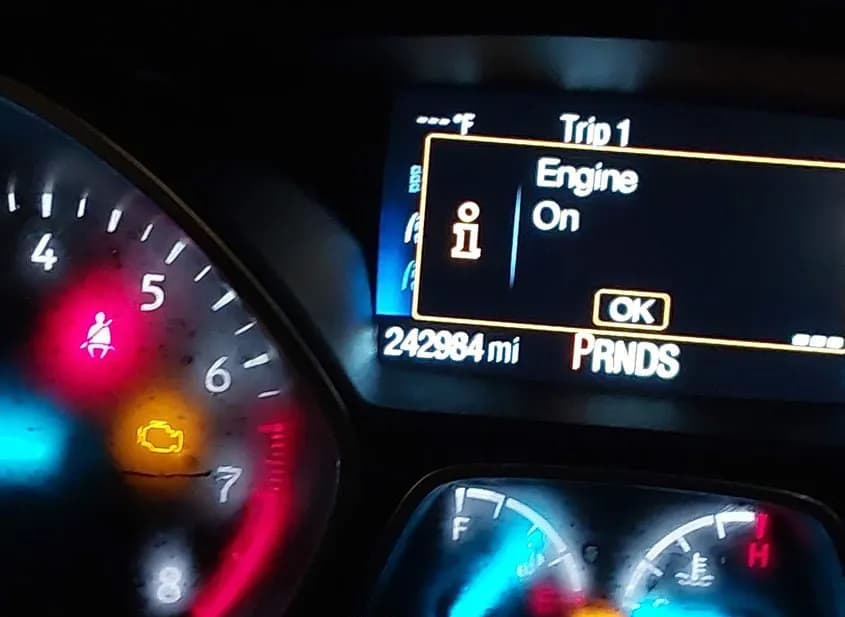 ---°F
Trip 1
Engine
On
i
OK
---
242984 mi
PRNDS
4
5
6
7
8
F
E
H